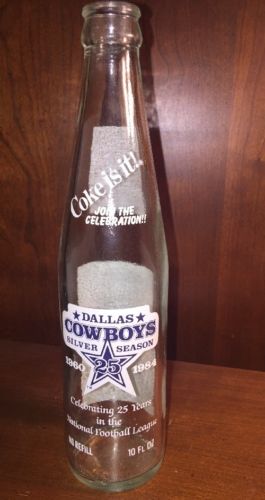 Coke is it!
JOIN THE
CELEBRATION!!
DALLAS
COWBOYS
SILVER SEASON
1960 25 1984
Celebrating 25 Years
in the
National Football League
NO REFILL 10 FL OZ